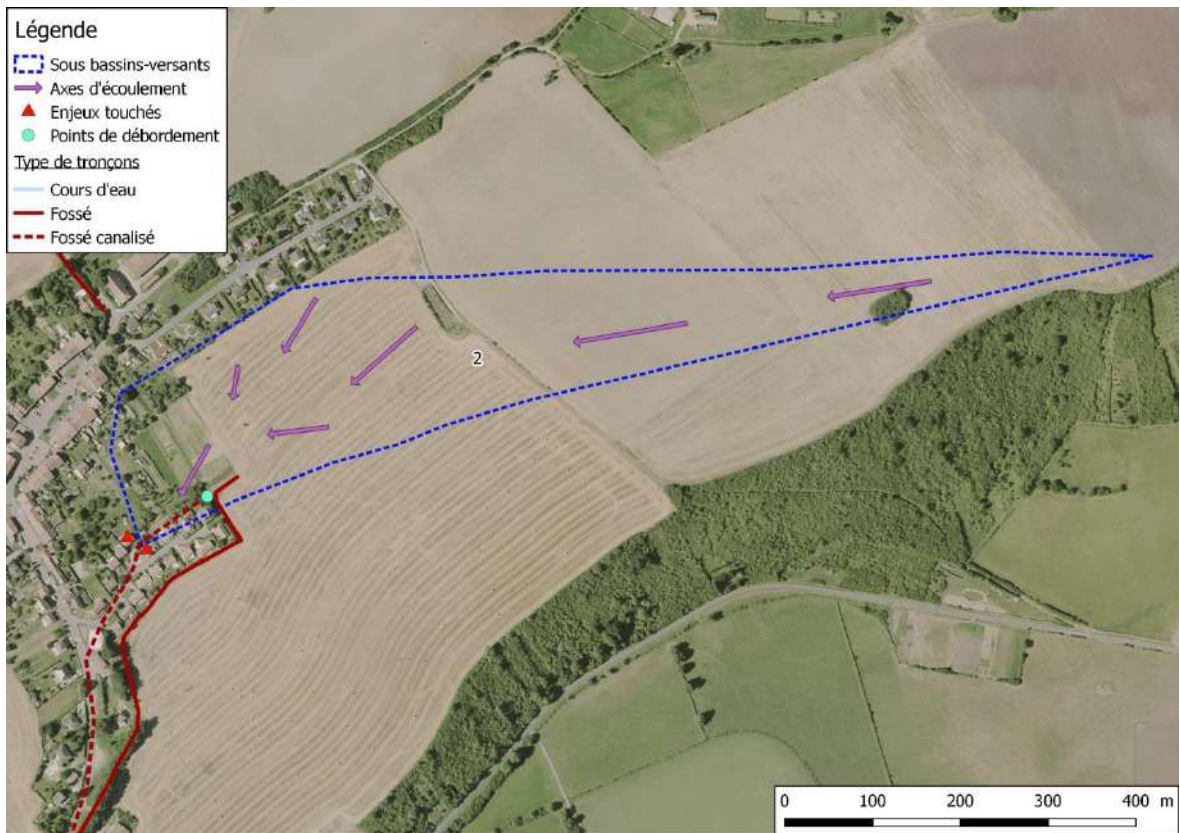 Légende
Sous bassins-versants
Axes d'écoulement
Enjeux touchés
Points de débordement
Type de tronçons
Cours d'eau
Fossé
Fossé canalisé
2
0 100 200 300 400 m